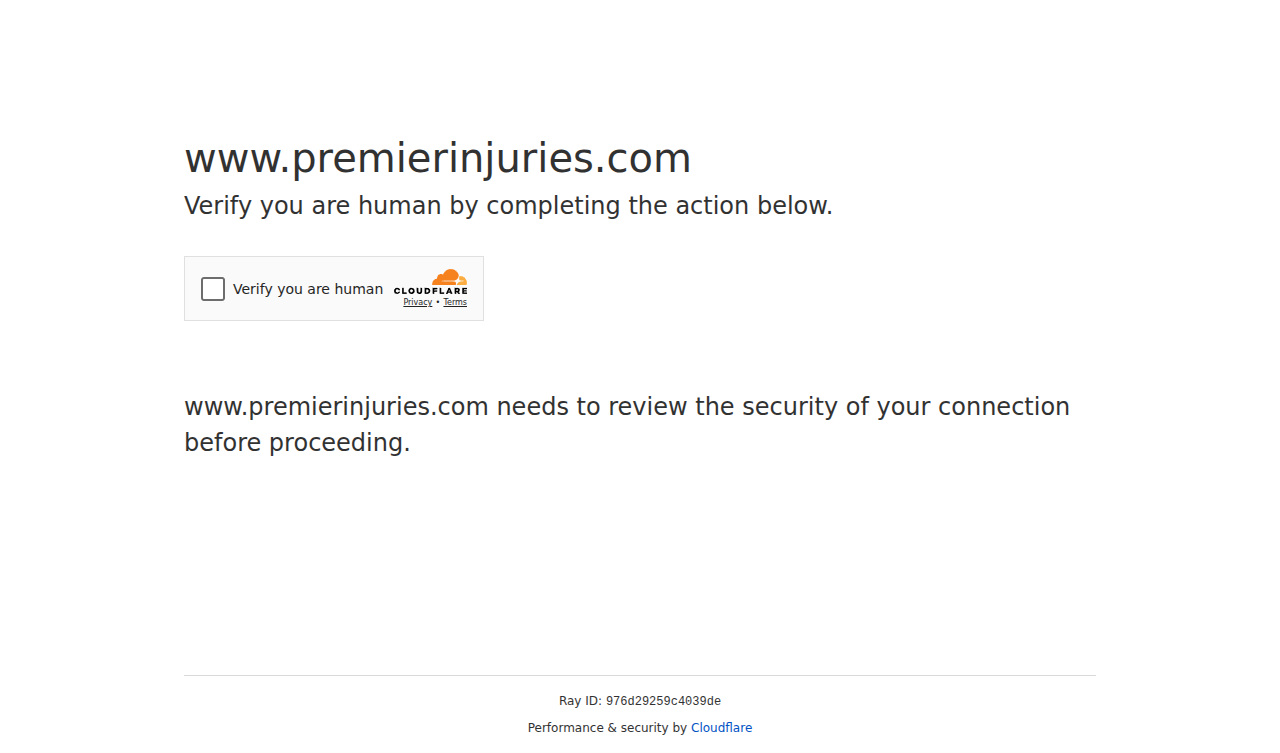 www.premierinjuries.com
Verify you are human by completing the action below.
Verify you are human
CLOUDFLARE
Privacy • Terms
www.premierinjuries.com needs to review the security of your connection
before proceeding.
Ray ID: 976d29259c4039de
Performance & security by Cloudflare